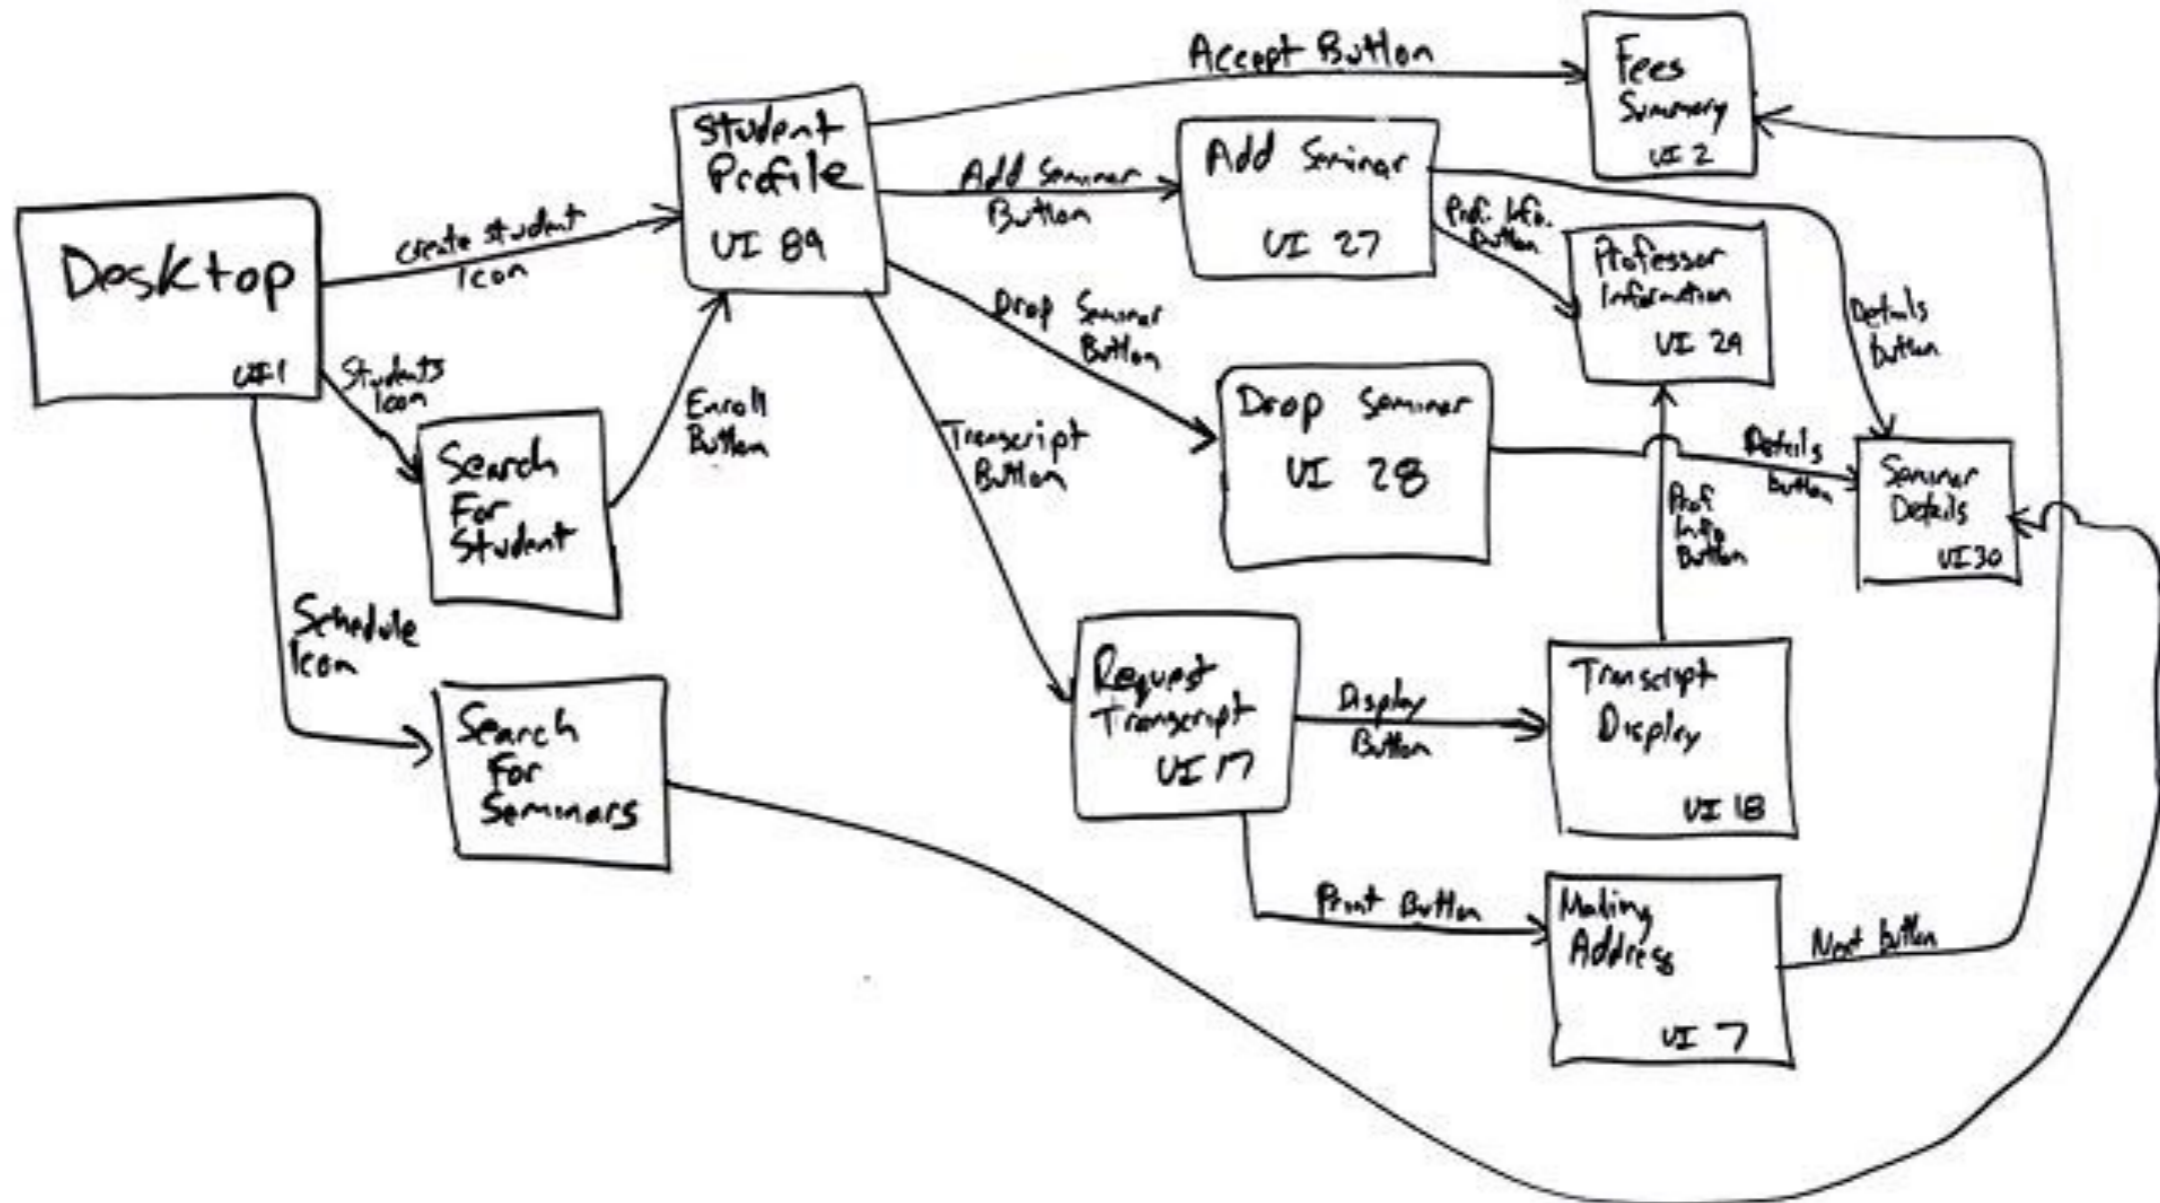 Desktop
UI 1
create student
Icon
Students
Icon
Schedule
Icon
Search
For
Student
Enroll
Button
Search
For
Seminars
Student
Profile
UI 89
Accept Button
Add Seminar
Button
Drop Seminar
Button
Transcript
Button
Fees
Summary
UI 2
Add Seminar
UI 27
Prof. Info.
Button
Details
button
Professor
Information
UI 29
Drop Seminar
UI 28
Details
button
Seminar
Details
UI 30
Prof
Info
Button
Request
Transcript
UI 17
Display
Button
Transcript
Display
UI 18
Print Button
Mailing
Address
UI 7
Next button